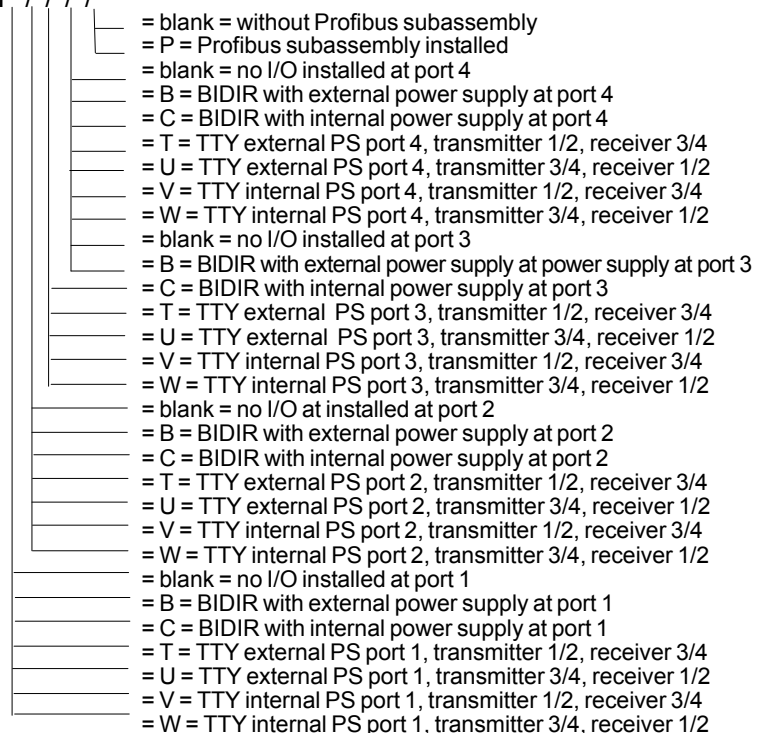 / / / /
= blank = without Profibus subassembly
= P = Profibus subassembly installed
= blank = no I/O installed at port 4
= B = BIDIR with external power supply at port 4
= C = BIDIR with internal power supply at port 4
= T = TTY external PS port 4, transmitter 1/2, receiver 3/4
= U = TTY external PS port 4, transmitter 3/4, receiver 1/2
= V = TTY internal PS port 4, transmitter 1/2, receiver 3/4
= W = TTY internal PS port 4, transmitter 3/4, receiver 1/2
= blank = no I/O installed at port 3
= B = BIDIR with external power supply at power supply at port 3
= C = BIDIR with internal power supply at port 3
= T = TTY external PS port 3, transmitter 1/2, receiver 3/4
= U = TTY external PS port 3, transmitter 3/4, receiver 1/2
= V = TTY internal PS port 3, transmitter 1/2, receiver 3/4
= W = TTY internal PS port 3, transmitter 3/4, receiver 1/2
= blank = no I/O at installed at port 2
= B = BIDIR with external power supply at port 2
= C = BIDIR with internal power supply at port 2
= T = TTY external PS port 2, transmitter 1/2, receiver 3/4
= U = TTY external PS port 2, transmitter 3/4, receiver 1/2
= V = TTY internal PS port 2, transmitter 1/2, receiver 3/4
= W = TTY internal PS port 2, transmitter 3/4, receiver 1/2
= blank = no I/O installed at port 1
= B = BIDIR with external power supply at port 1
= C = BIDIR with internal power supply at port 1
= T = TTY external PS port 1, transmitter 1/2, receiver 3/4
= U = TTY external PS port 1, transmitter 3/4, receiver 1/2
= V = TTY internal PS port 1, transmitter 1/2, receiver 3/4
= W = TTY internal PS port 1, transmitter 3/4, receiver 1/2